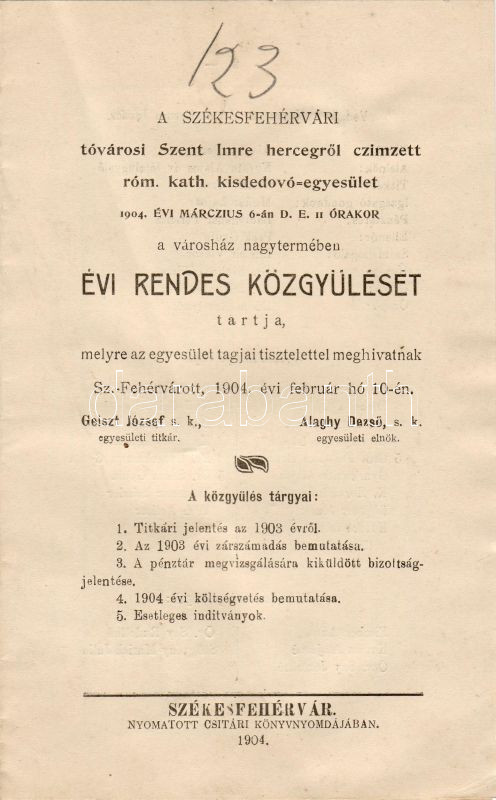 123
A SZÉKESFEHÉRVÁRI
tóvárosi Szent Imre hercegről czimzett
róm. kath. kisdedovó=egyesület
1904. ÉVI MÁRCZIUS 6-án D. E. 11 ÓRAKOR
a városház nagytermében
ÉVI RENDES KÖZGYÜLÉSÉT
tartja,
melyre az egyesület tagjai tisztelettel meghivatnak
Sz.-Fehérvárott, 1904. évi február hó 10-én.
Geiszt József s. k., Alaghy Dezső, s. k.
egyesületi titkár. egyesületi elnök.
darabanth
A közgyülés tárgyai:
1. Titkári jelentés az 1903 évről.
2. Az 1903 évi zárszámadás bemutatása.
3. A pénztár megvizsgálására kiküldött bizottság-
jelentése.
4. 1904 évi költségvetés bemutatása.
5. Esetleges inditványok.
SZÉKESFEHÉRVÁR.
NYOMATOTT CSITÁRI KÖNYVNYOMDÁJÁBAN.
1904.